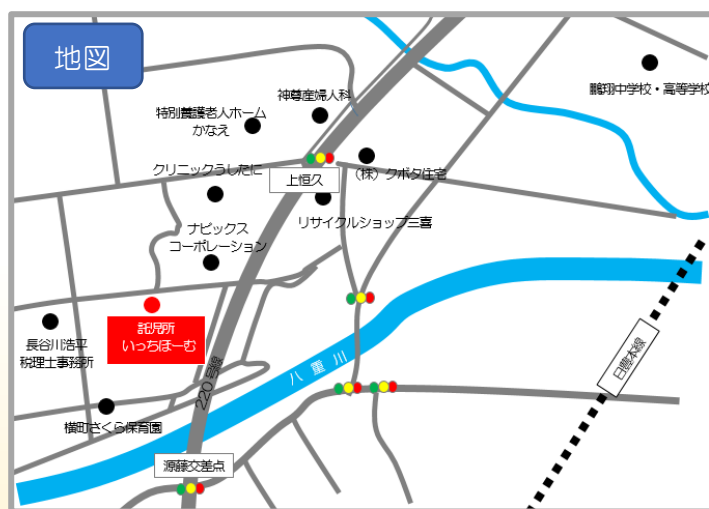 地図
鵬翔中学校・高等学校
神尊産婦人科
特別養護老人ホーム
かなえ
クリニックうしたに
上恒久
（株）クボタ住宅
ナビックス
コーポレーション
リサイクルショップ三喜
託児所
いっちほーむ
長谷川浩平
税理士事務所
220号線
八重川
日豊本線
横町さくら保育園
源藤交差点